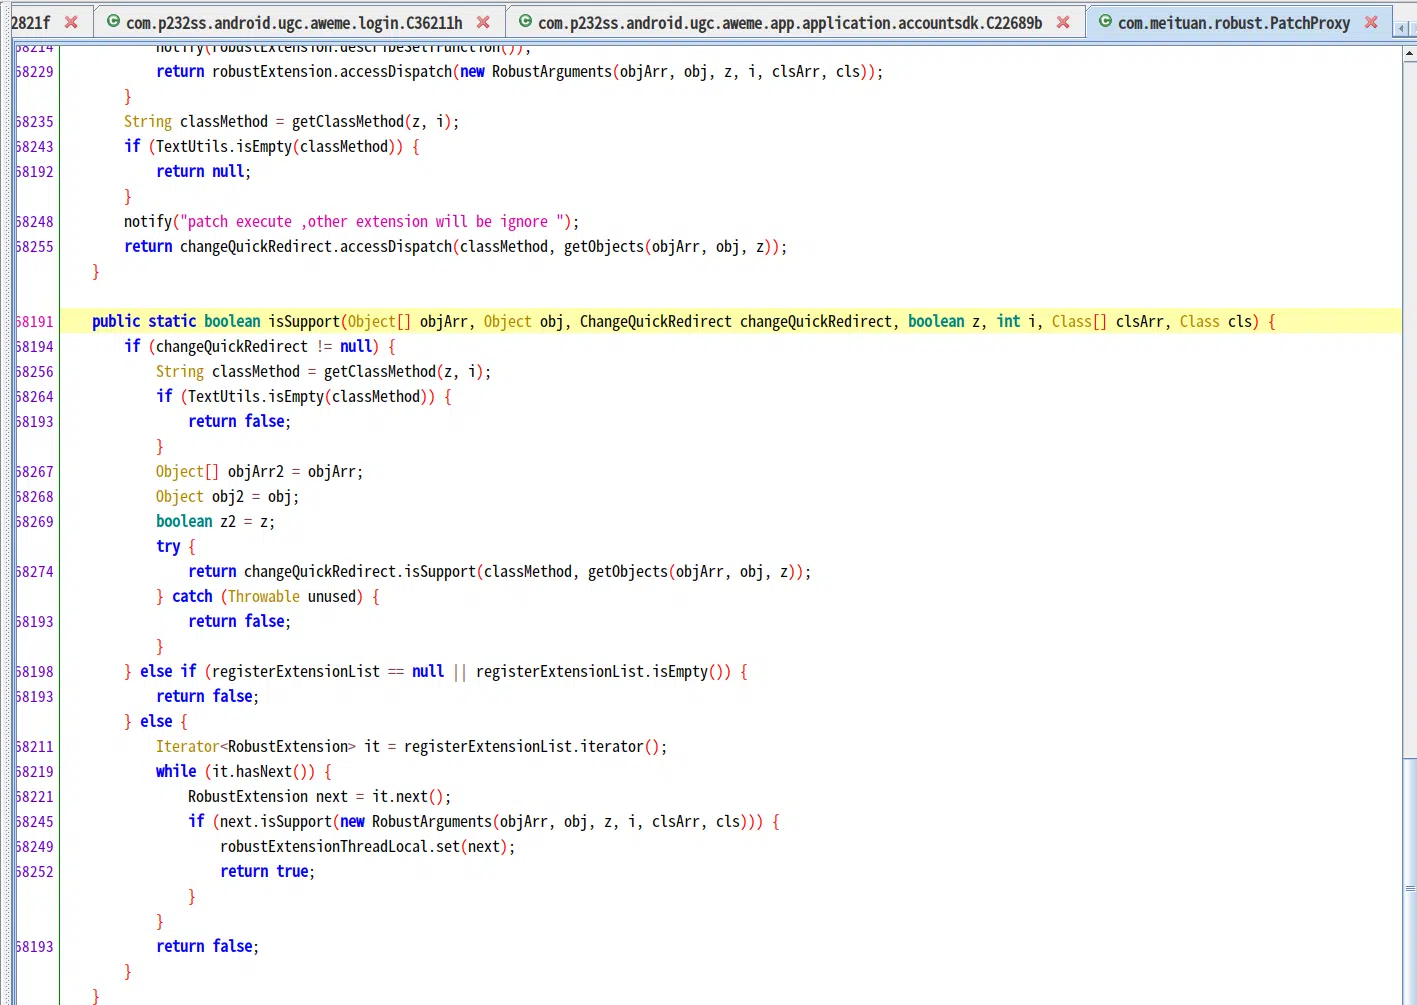 2821f com.p232ss.android.ugc.aweme.login.C36211h com.p232ss.android.ugc.aweme.app.application.accountsdk.C22689b com.meituan.robust.PatchProxy
58214 notify(robustExtension.describeSelfFunction());
58229 return robustExtension.accessDispatch(new RobustArguments(objArr, obj, z, i, clsArr, cls));
}
58235 String classMethod = getClassMethod(z, i);
58243 if (TextUtils.isEmpty(classMethod)) {
58192 return null;
}
58248 notify("patch execute ,other extension will be ignore ");
58255 return changeQuickRedirect.accessDispatch(classMethod, getObjects(objArr, obj, z));
}
58191 public static boolean isSupport(Object[] objArr, Object obj, ChangeQuickRedirect changeQuickRedirect, boolean z, int i, Class[] clsArr, Class cls) {
58194 if (changeQuickRedirect != null) {
58256 String classMethod = getClassMethod(z, i);
58264 if (TextUtils.isEmpty(classMethod)) {
58193 return false;
}
58267 Object[] objArr2 = objArr;
58268 Object obj2 = obj;
58269 boolean z2 = z;
try {
58274 return changeQuickRedirect.isSupport(classMethod, getObjects(objArr, obj, z));
} catch (Throwable unused) {
58193 return false;
}
58198 } else if (registerExtensionList == null || registerExtensionList.isEmpty()) {
58193 return false;
} else {
58211 Iterator<RobustExtension> it = registerExtensionList.iterator();
58219 while (it.hasNext()) {
58221 RobustExtension next = it.next();
58245 if (next.isSupport(new RobustArguments(objArr, obj, z, i, clsArr, cls))) {
58249 robustExtensionThreadLocal.set(next);
58252 return true;
}
}
58193 return false;
}
}